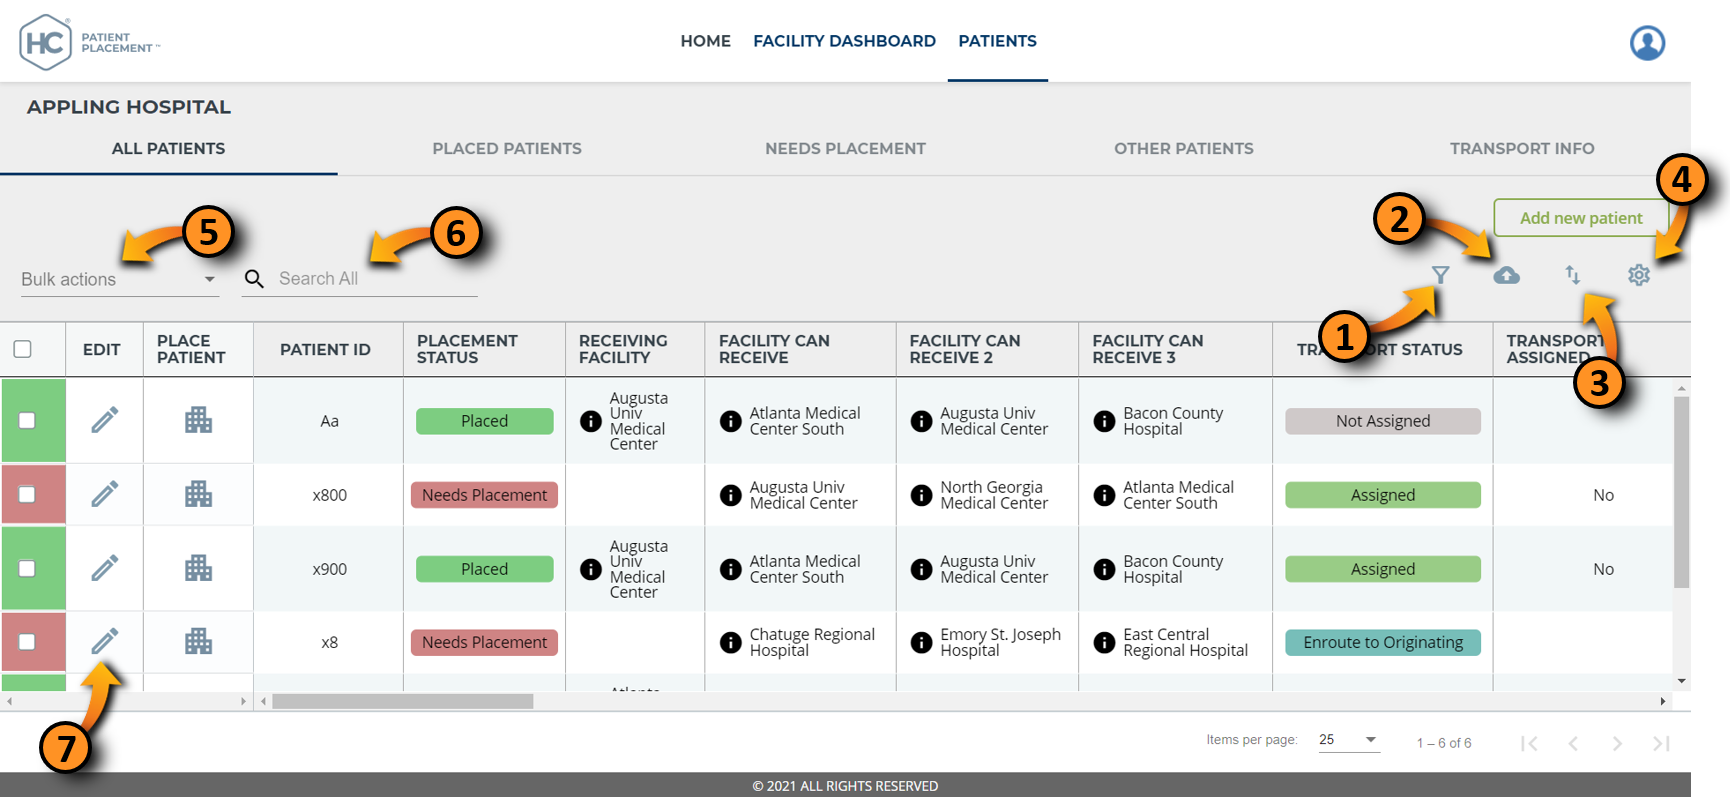 HC® PATIENT
PLACEMENT™
HOME FACILITY DASHBOARD PATIENTS
APPLING HOSPITAL
ALL PATIENTS PLACED PATIENTS NEEDS PLACEMENT OTHER PATIENTS TRANSPORT INFO
4
5 6 2 Add new patient
Bulk actions Search All
1
3
EDIT
PLACE
PATIENT
PATIENT ID
PLACEMENT
STATUS
RECEIVING
FACILITY
FACILITY CAN
RECEIVE
FACILITY CAN
RECEIVE 2
FACILITY CAN
RECEIVE 3
STATUS
TRANSPORT
ASSIGNED
Aa
Placed
Augusta
Univ
Medical
Center
Atlanta Medical
Center South
Augusta Univ
Medical Center
Bacon County
Hospital
Not Assigned
x800
Needs Placement
Augusta Univ
Medical Center
North Georgia
Medical Center
Atlanta Medical
Center South
Assigned
No
x900
Placed
Augusta
Univ
Medical
Center
Atlanta Medical
Center South
Augusta Univ
Medical Center
Bacon County
Hospital
Assigned
No
x8
Needs Placement
Chatuge Regional
Hospital
Emory St. Joseph
Hospital
East Central
Regional Hospital
Enroute to Originating
7
Items per page: 25 1 – 6 of 6
© 2021 ALL RIGHTS RESERVED